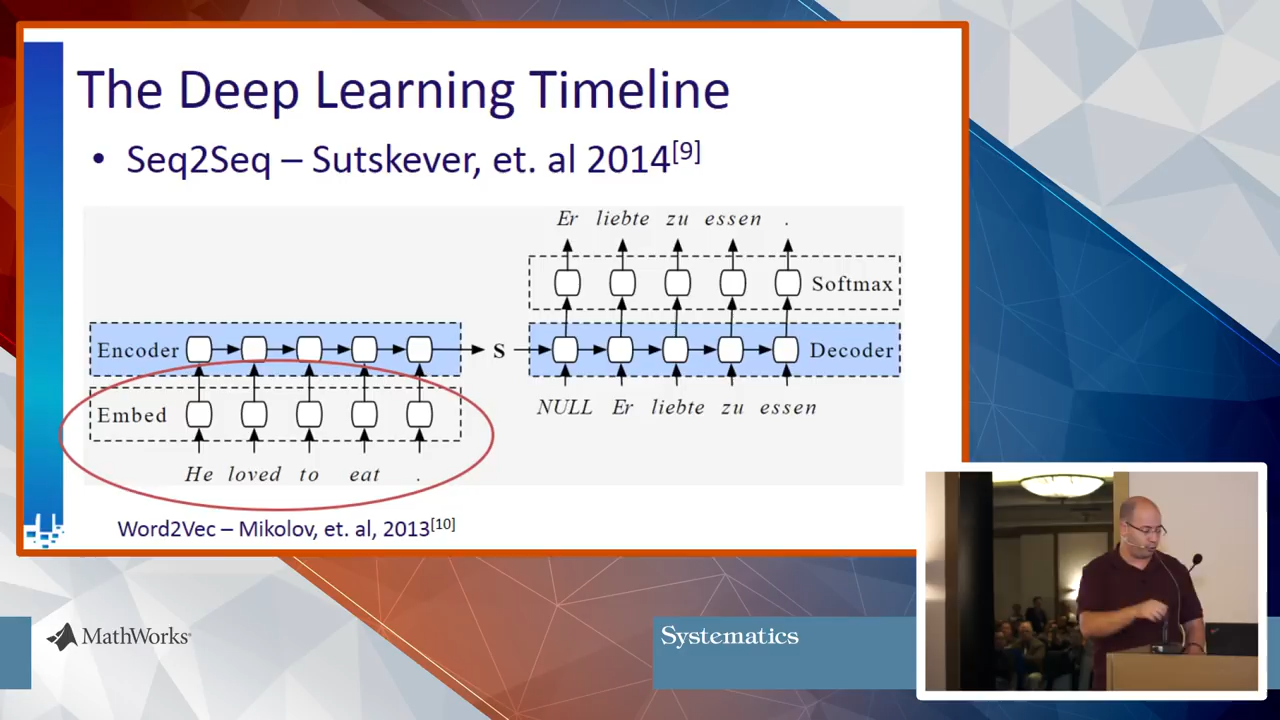 The Deep Learning Timeline
• Seq2Seq – Sutskever, et. al 2014[9]
Er liebte zu essen .
Softmax
Encoder
S
Decoder
Embed
NULL Er liebte zu essen
He loved to eat .
Word2Vec – Mikolov, et. al, 2013[10]
MathWorks®
Systematics